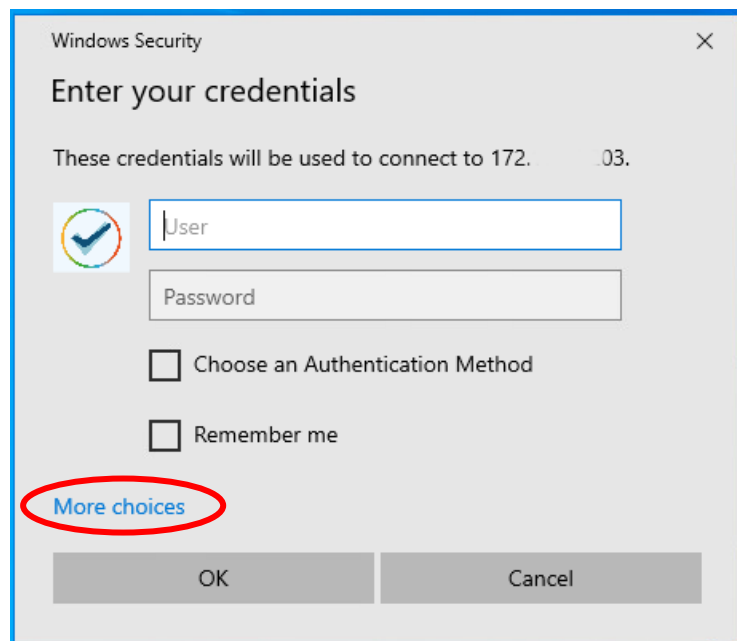 Windows Security
Enter your credentials
These credentials will be used to connect to 172. 03.
User
Password
Choose an Authentication Method
Remember me
More choices
OK
Cancel